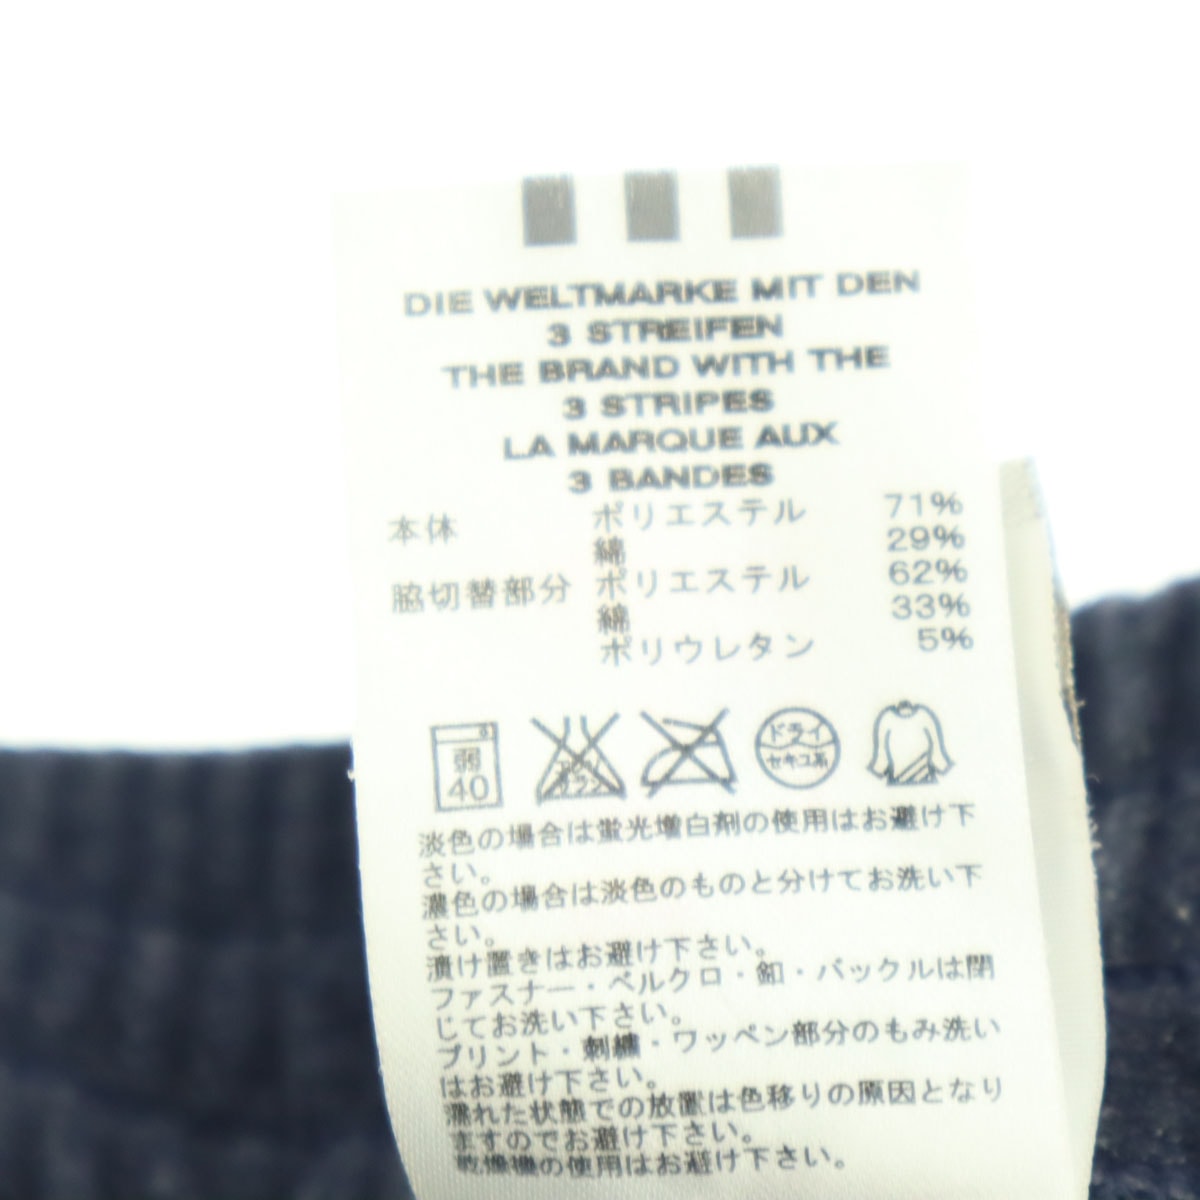 DIE WELTMARKE MIT DEN
3 STREIFEN
THE BRAND WITH THE
3 STRIPES
LA MARQUE AUX
3 BANDES
本体 ポリエステル 71%
綿 29%
脇切替部分 ポリエステル 62%
綿 33%
ポリウレタン 5%
弱
40
ドライ
セキユ系
淡色の場合は蛍光増白剤の使用はお避け下
さい。
濃色の場合は淡色のものと分けてお洗い下
さい。
漬け置きはお避け下さい。
ファスナー・ベルクロ・釦・バックルは閉
じてお洗い下さい。
プリント・刺繍・ワッペン部分のもみ洗い
はお避け下さい。
濡れた状態での放置は色移りの原因となり
ますのでお避け下さい。
乾燥機の使用はお避け下さい。